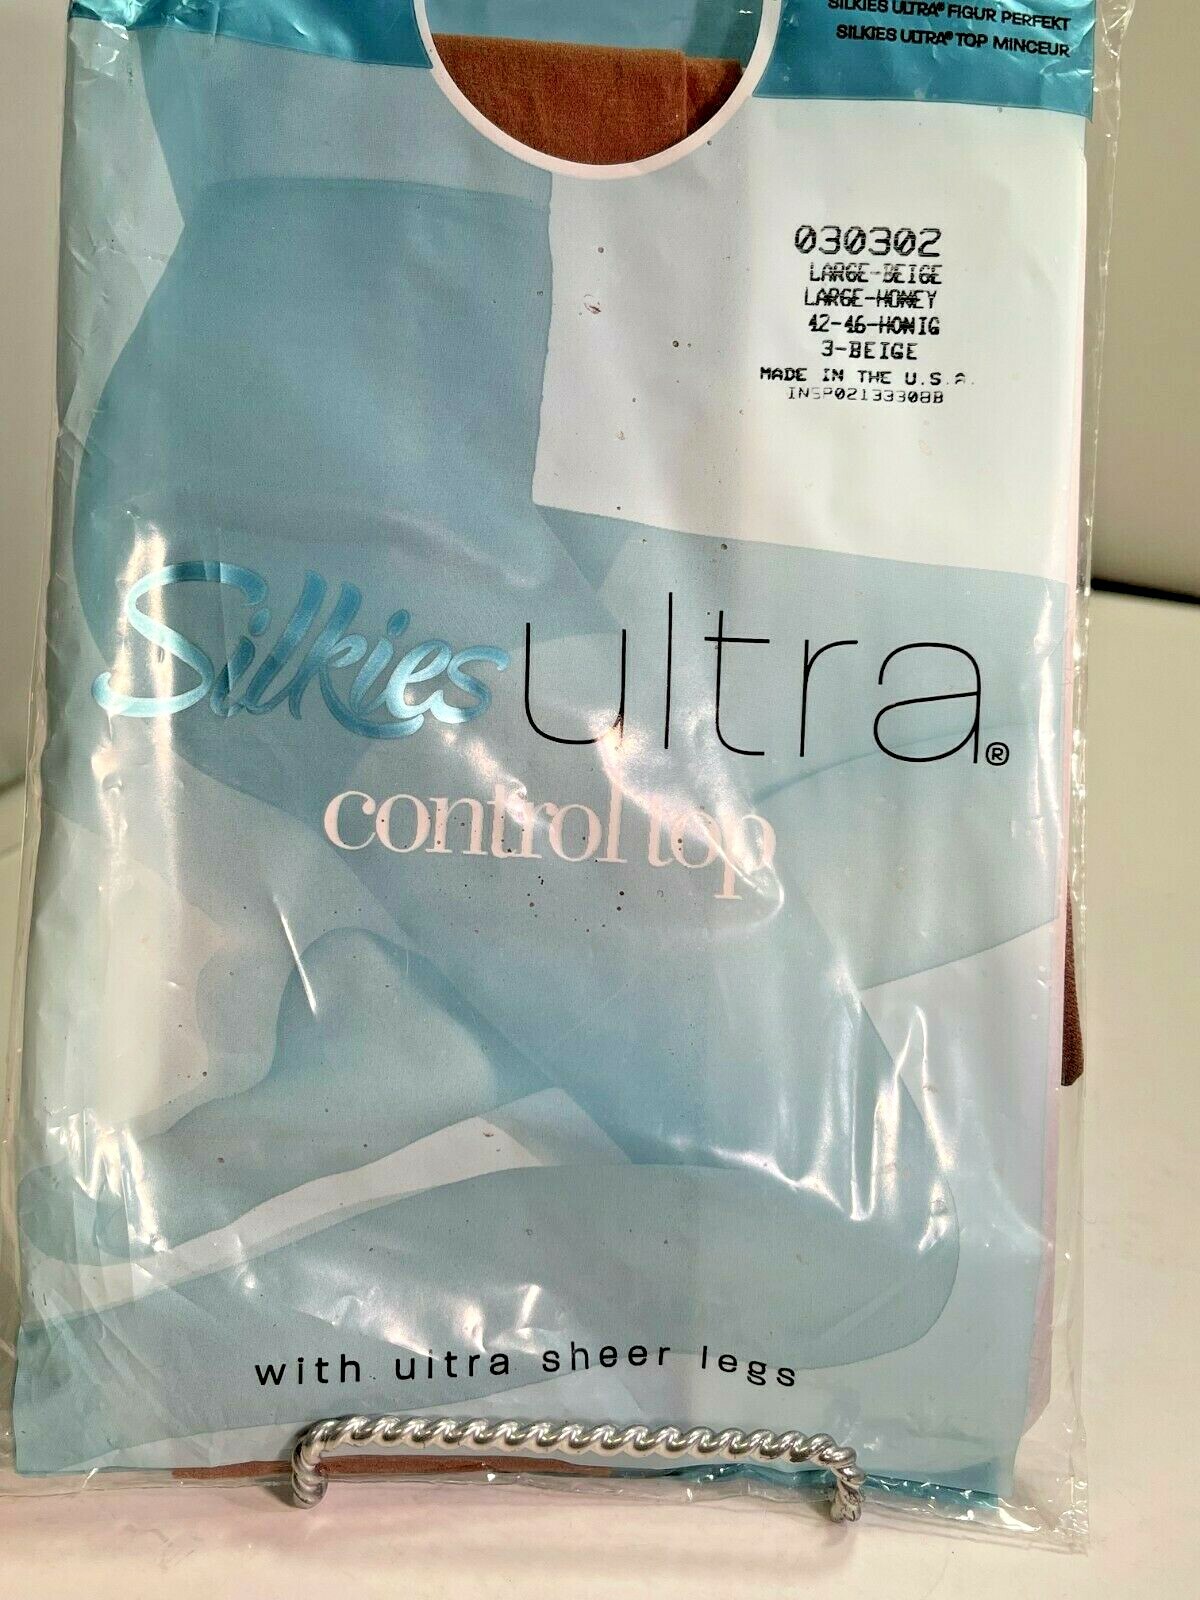 SILKIES ULTRA® FIGUR PERFEKT
SILKIES ULTRA® TOP MINCEUR
030302
LARGE-BEIGE
LARGE-HONEY
42-46-HONIG
3-BEIGE
MADE IN THE U.S.A.
INSP02133308B
Silkies ultra®
control top
with ultra sheer legs